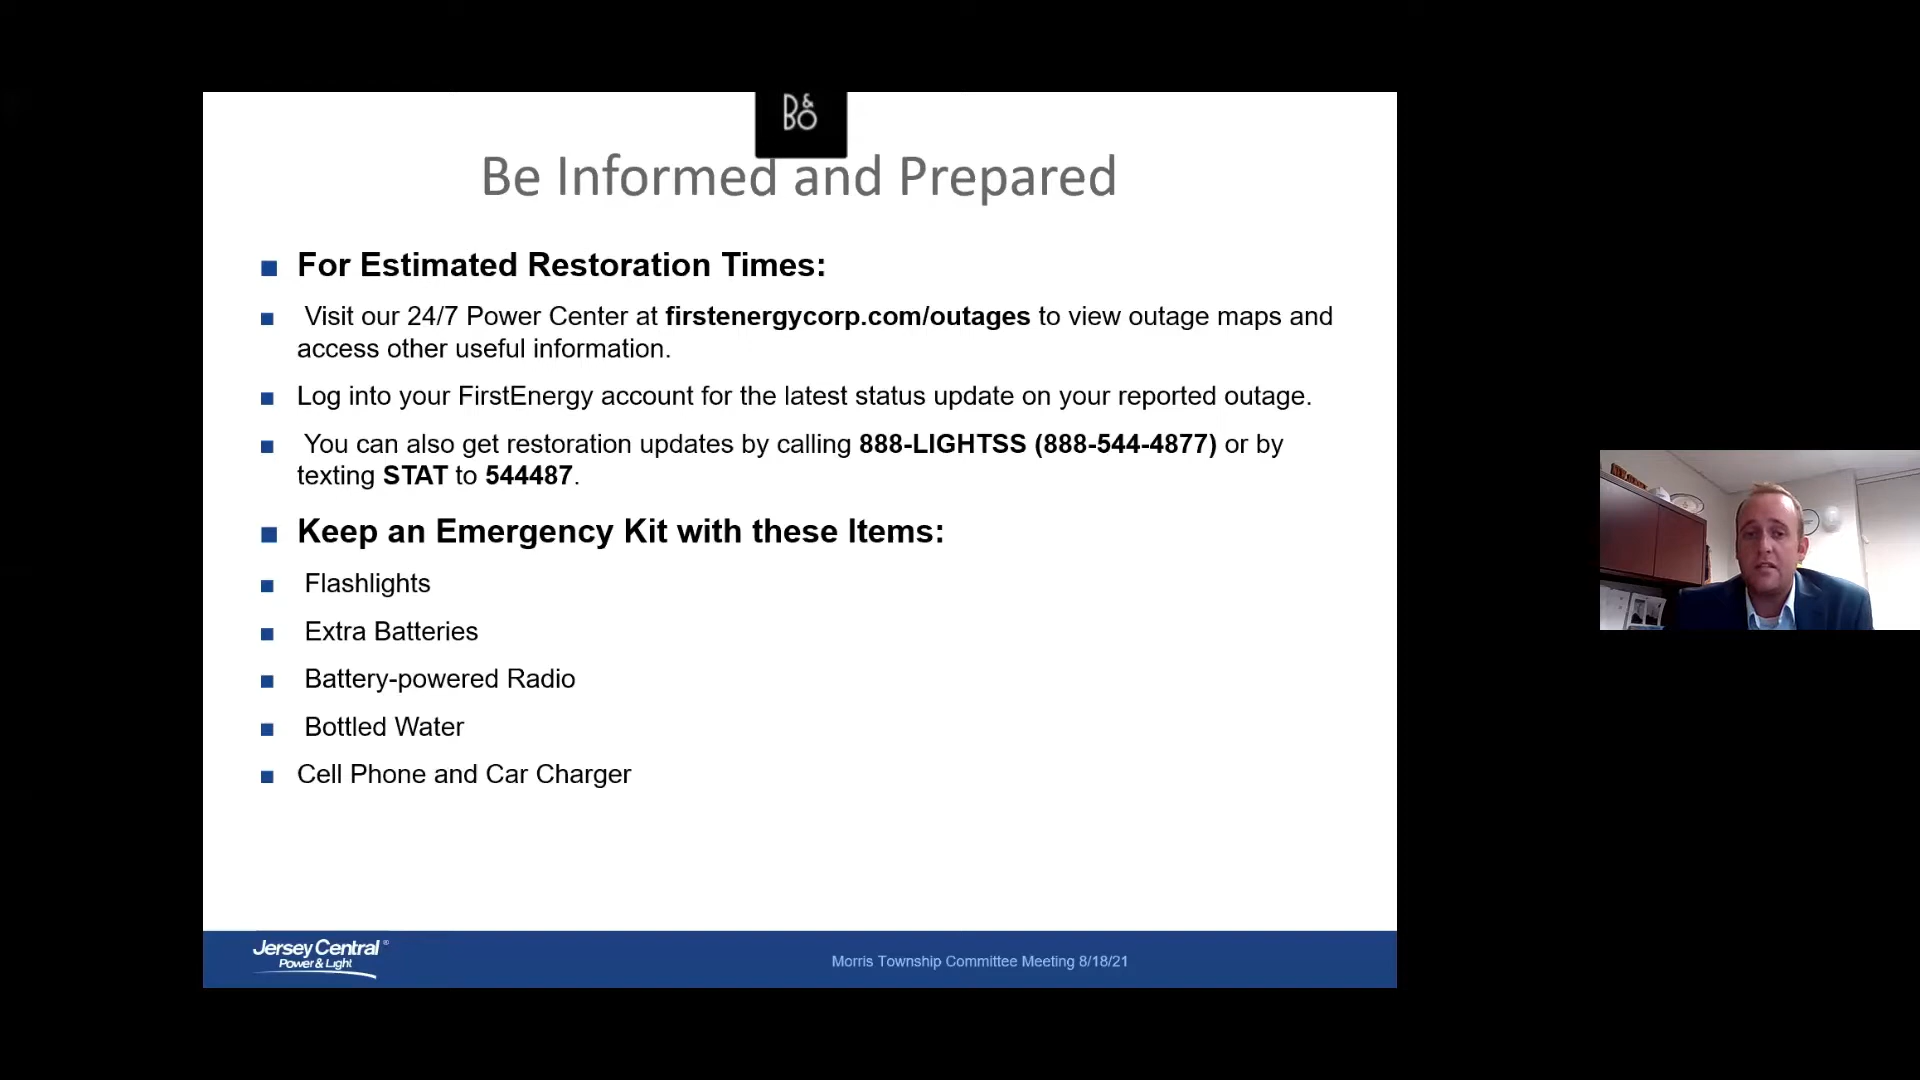 B&O
Be Informed and Prepared
For Estimated Restoration Times:
Visit our 24/7 Power Center at firstenergycorp.com/outages to view outage maps and
access other useful information.
Log into your FirstEnergy account for the latest status update on your reported outage.
You can also get restoration updates by calling 888-LIGHTSS (888-544-4877) or by
texting STAT to 544487.
Keep an Emergency Kit with these Items:
Flashlights
Extra Batteries
Battery-powered Radio
Bottled Water
Cell Phone and Car Charger
Jersey Central®
Power & Light
Morris Township Committee Meeting 8/18/21